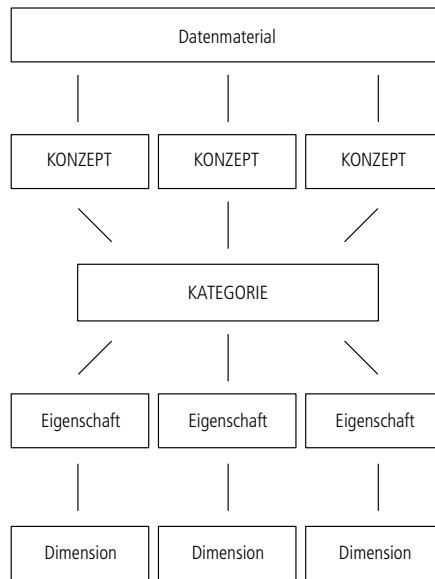 Datenmaterial
KONZEPT KONZEPT KONZEPT
KATEGORIE
Eigenschaft Eigenschaft Eigenschaft
Dimension Dimension Dimension